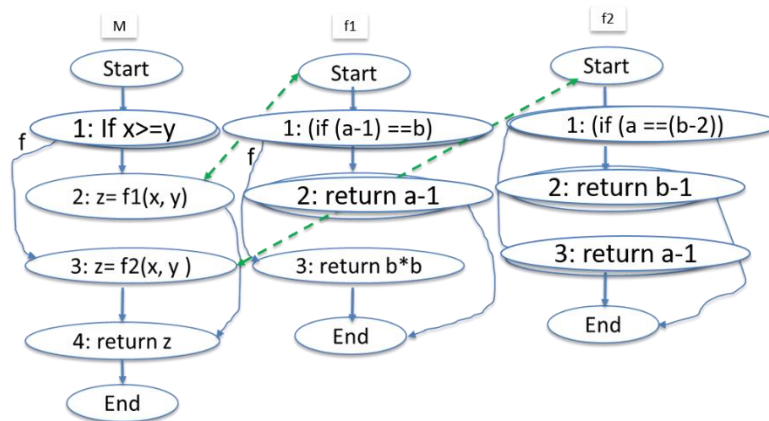 M
Start
f
1: If x>=y
2: z= f1(x, y)
3: z= f2(x, y )
4: return z
End
f1
Start
1: (if (a-1) ==b)
f
2: return a-1
3: return b*b
End
f2
Start
1: (if (a ==(b-2))
2: return b-1
3: return a-1
End